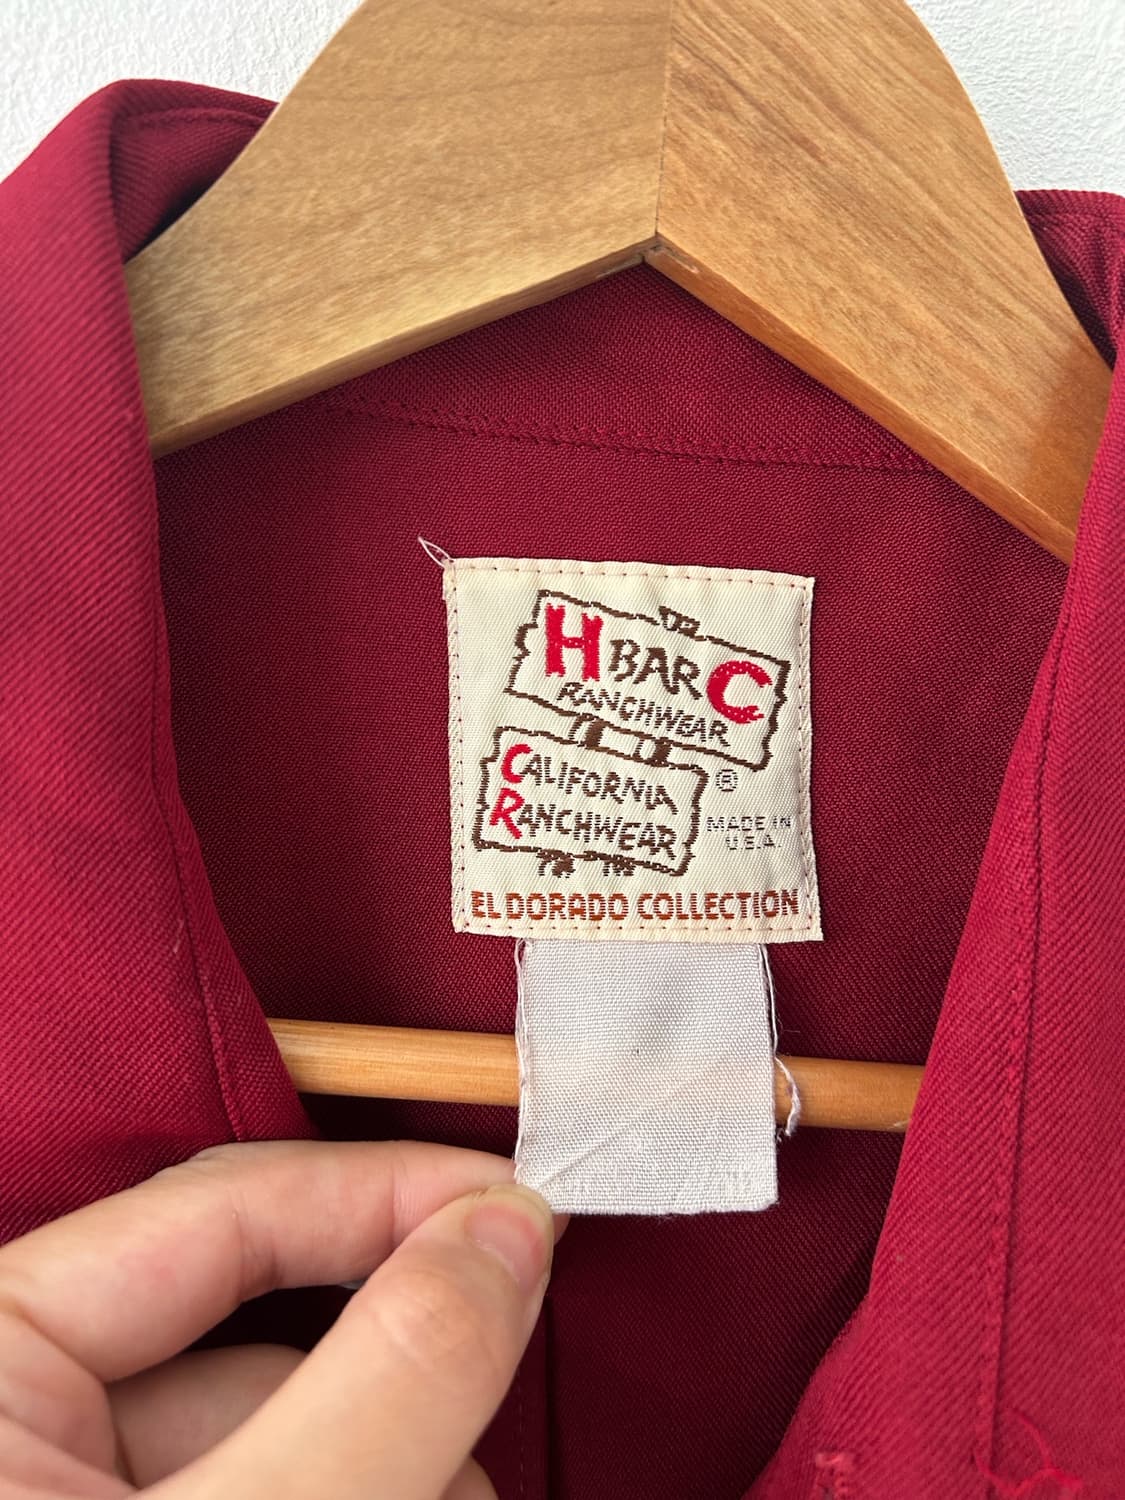 H BAR C
RANCHWEAR
CALIFORNIA
RANCHWEAR
®
MADE IN
U.S.A.
EL DORADO COLLECTION